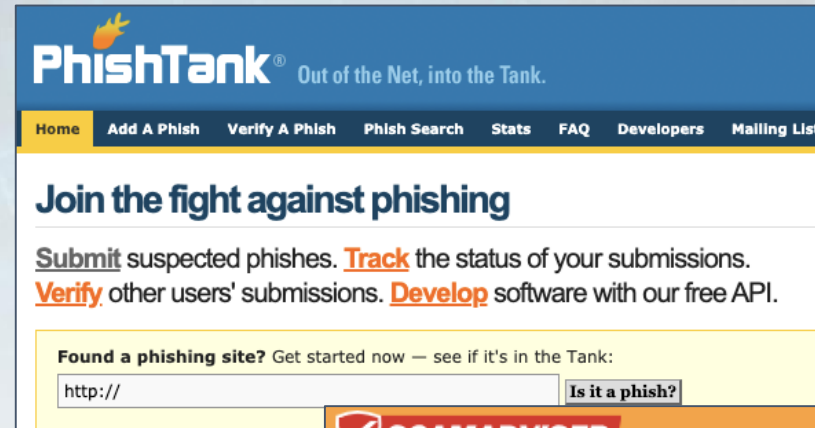 PhishTank® Out of the Net, into the Tank.
Home Add A Phish Verify A Phish Phish Search Stats FAQ Developers Mailing
Join the fight against phishing
Submit suspected phishes. Track the status of your submissions.
Verify other users' submissions. Develop software with our free API.
Found a phishing site? Get started now — see if it's in the Tank:
http:// Is it a phish?